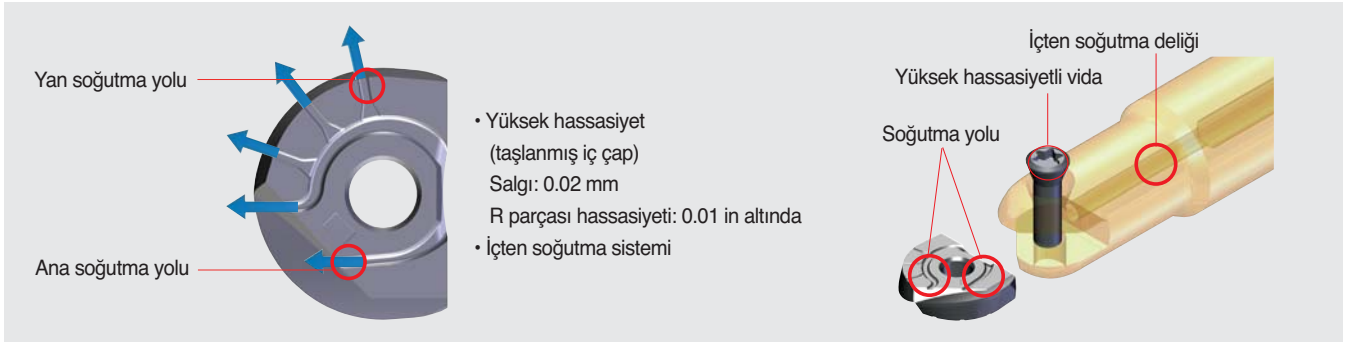 Yan soğutma yolu
Ana soğutma yolu
• Yüksek hassasiyet
(taşlanmış iç çap)
Salgı: 0.02 mm
R parçası hassasiyeti: 0.01 in altında
• İçten soğutma sistemi
İçten soğutma deliği
Yüksek hassasiyetli vida
Soğutma yolu